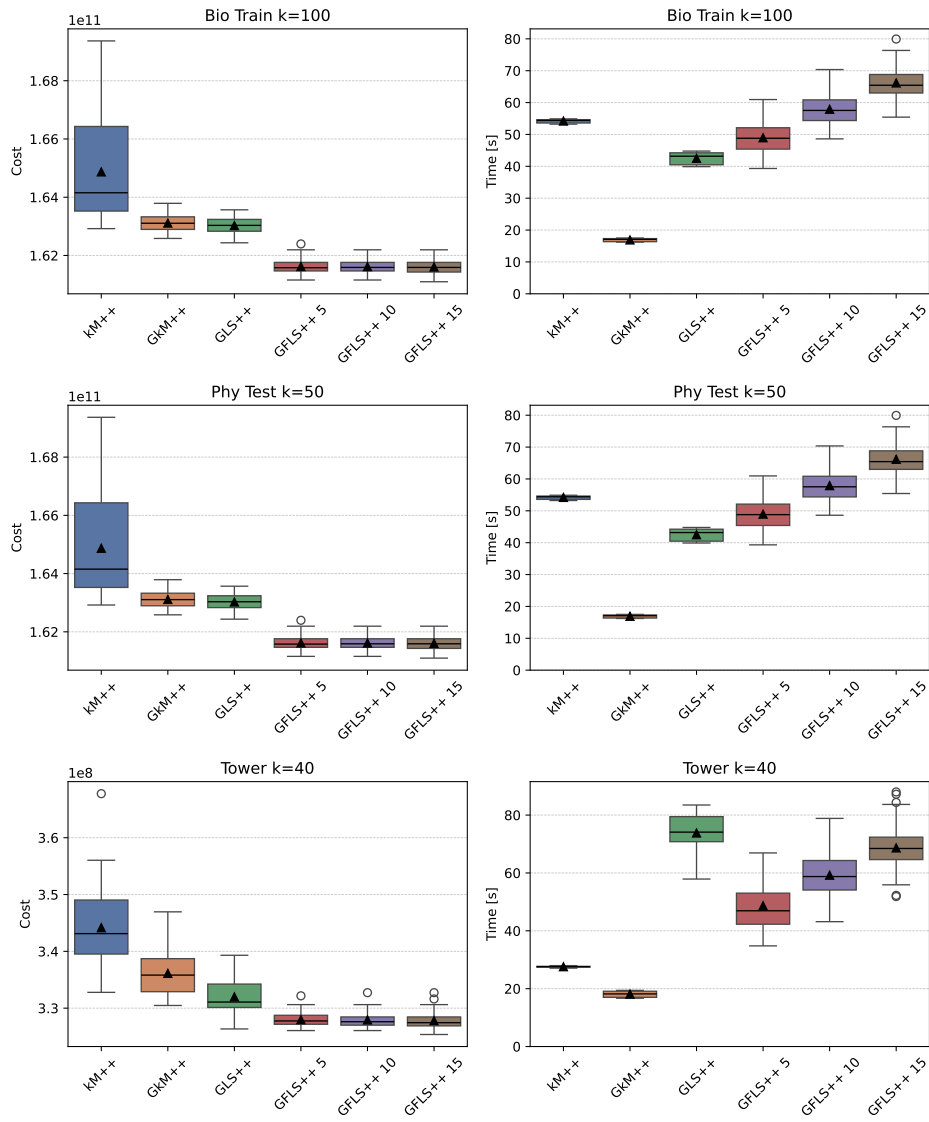 Bio Train k=100
1e11
Cost
1.68
1.66
1.64
1.62
kM++
GkM++
GLS++
GFLS++ 5
GFLS++ 10
GFLS++ 15
Bio Train k=100
Time [s]
80
70
60
50
40
30
20
10
0
kM++
GkM++
GLS++
GFLS++ 5
GFLS++ 10
GFLS++ 15
Phy Test k=50
1e11
Cost
1.68
1.66
1.64
1.62
kM++
GkM++
GLS++
GFLS++ 5
GFLS++ 10
GFLS++ 15
Phy Test k=50
Time [s]
80
70
60
50
40
30
20
10
0
kM++
GkM++
GLS++
GFLS++ 5
GFLS++ 10
GFLS++ 15
Tower k=40
1e8
Cost
3.6
3.5
3.4
3.3
kM++
GkM++
GLS++
GFLS++ 5
GFLS++ 10
GFLS++ 15
Tower k=40
Time [s]
80
60
40
20
0
kM++
GkM++
GLS++
GFLS++ 5
GFLS++ 10
GFLS++ 15